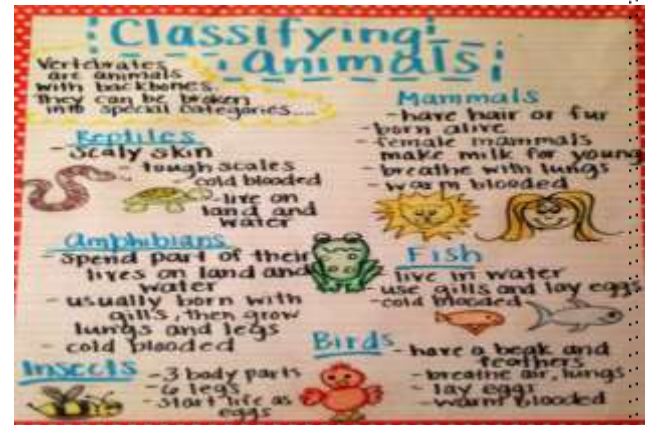 Classifying
animals
Vertebrates
are animals
with backbones.
They can be broken
into special categories....
Mammals
- have hair or fur
- born alive
- female mammals
make milk for young
- breathe with lungs
- warm blooded
Reptiles
- scaly skin
- tough scales
cold blooded
- live on
land and
water
Amphibians
- spend part of their
lives on land and
water
- usually born with
gills, then grow
lungs and legs
- cold blooded
Fish
- live in water
use gills and lay eggs
- cold blooded
Birds
- have a beak and
feathers
- breathe air, lungs
- lay eggs
- warm blooded
Insects
- 3 body parts
- 6 legs
- start life as
eggs